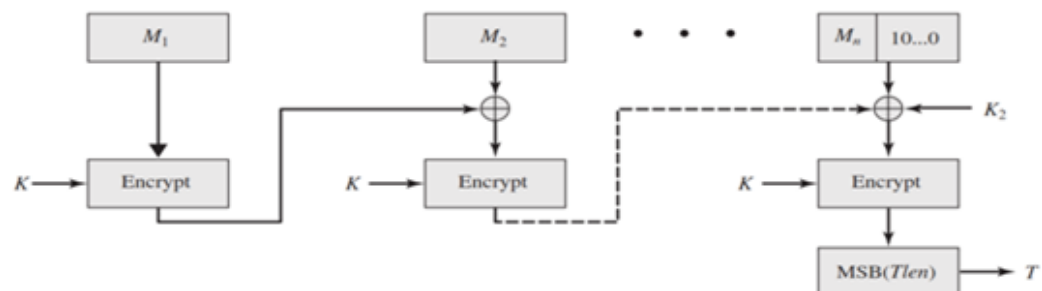 M₁ M₂ • • • Mₙ 10...0
K₂
K Encrypt K Encrypt K Encrypt
MSB(Tlen) T